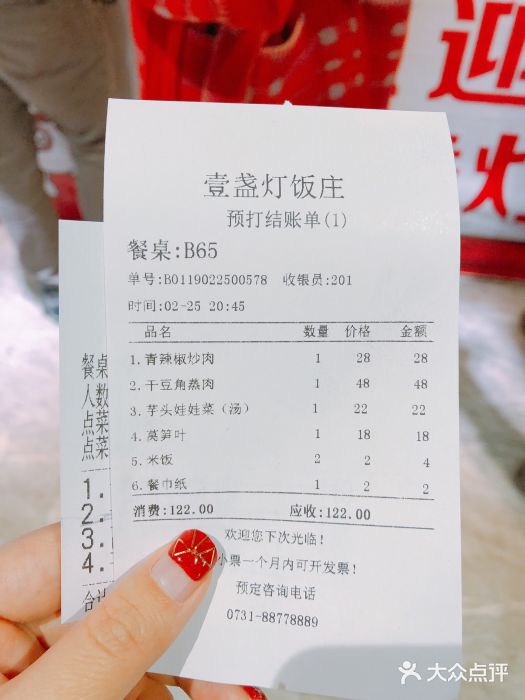 迎
灯
壹盏灯饭庄
预打结账单(1)
餐桌:B65
单号:B0119022500578 收银员:201
时间:02-25 20:45
品名 数量 价格 金额
1.青辣椒炒肉 1 28 28
2.干豆角蒸肉 1 48 48
3.芋头娃娃菜（汤） 1 22 22
4.莴笋叶 1 18 18
5.米饭 2 2 4
6.餐巾纸 1 2 2
消费:122.00 应收:122.00
欢迎您下次光临!
小票一个月内可开发票!
预定咨询电话
0731-88778889
餐桌
人数
点菜
点菜
1.
2.
3.
4.
合计
大众点评